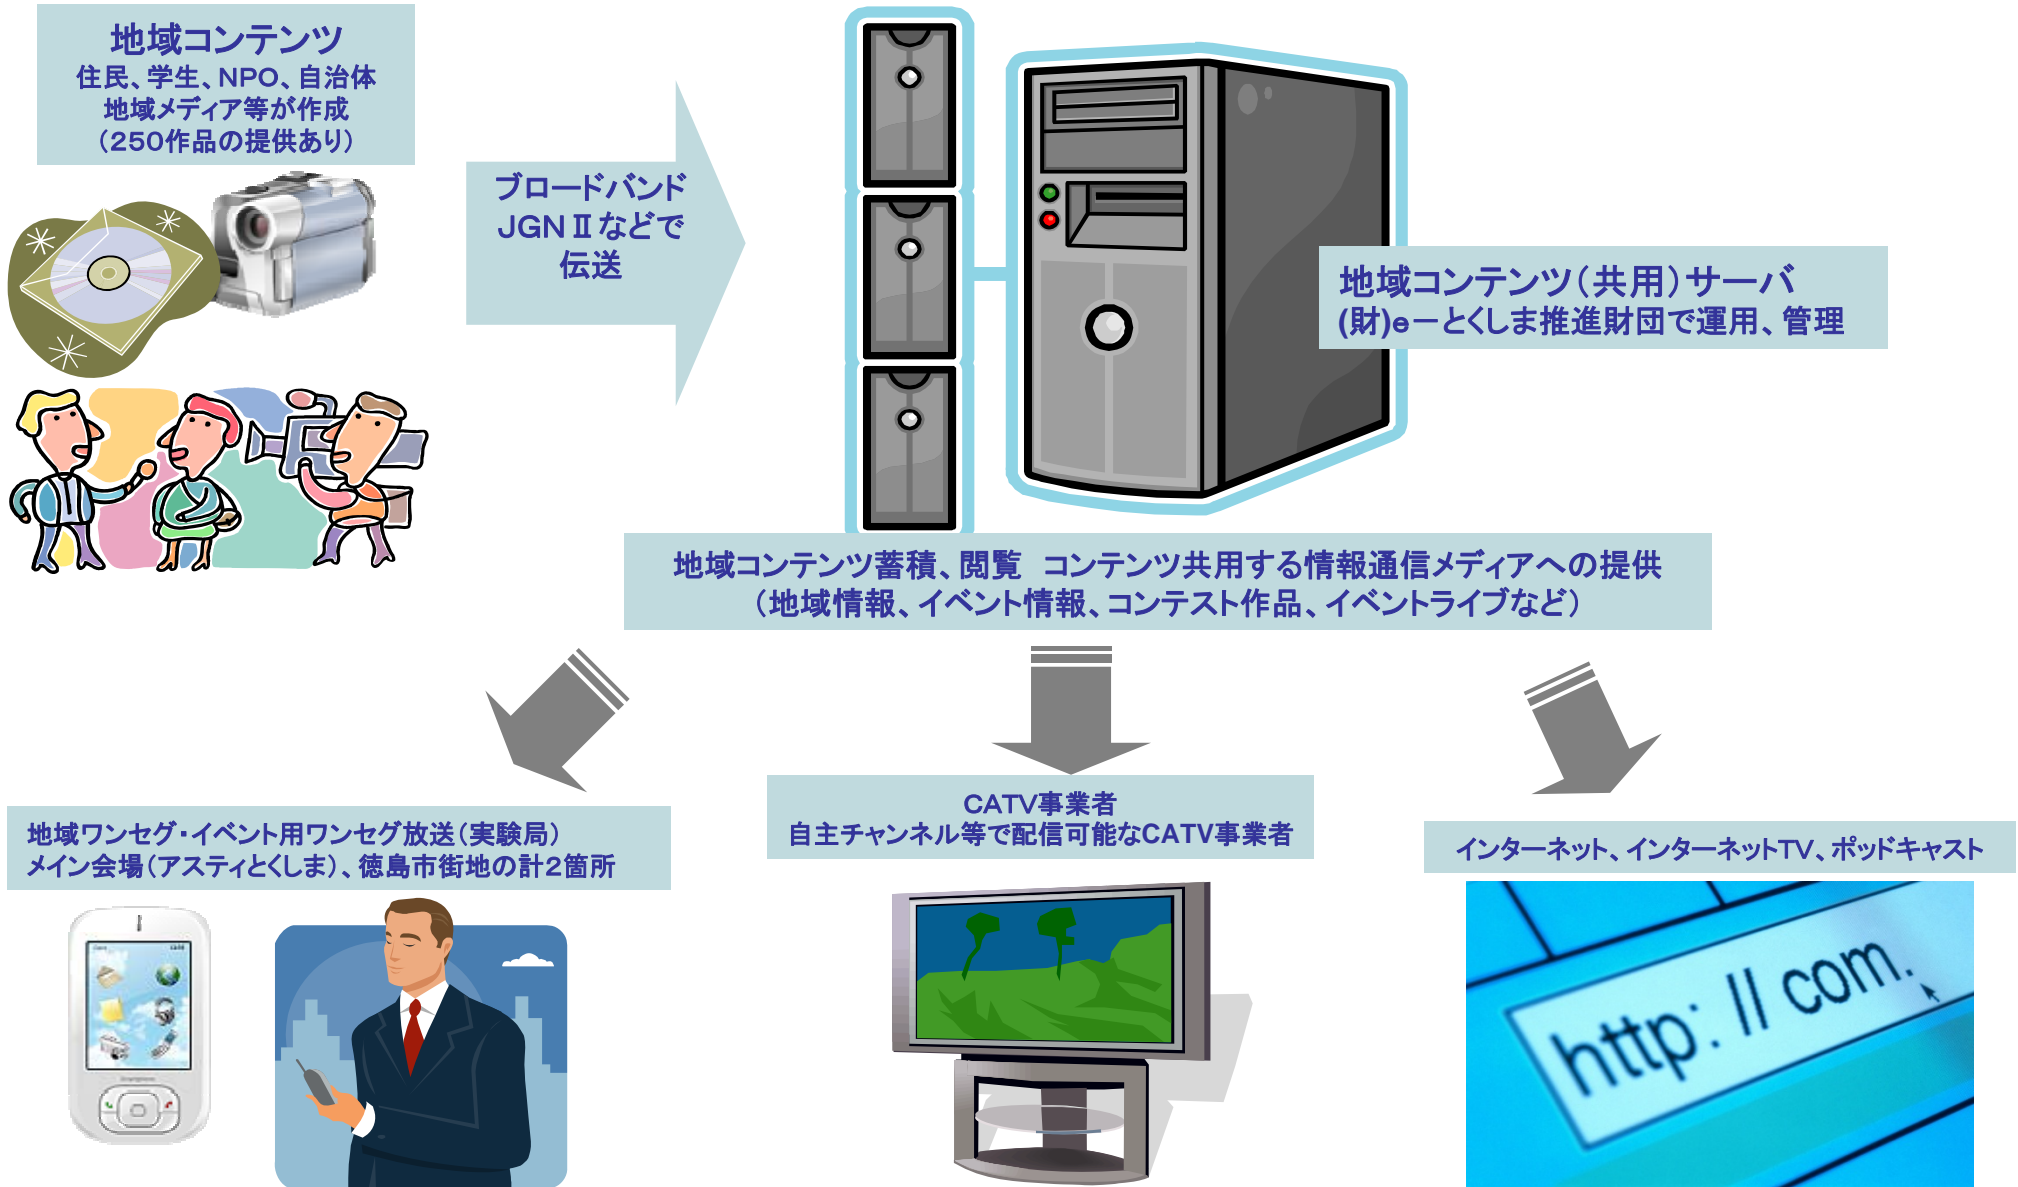 地域コンテンツ
住民、学生、NPO、自治体
地域メディア等が作成
（250作品の提供あり）
ブロードバンド
JGNⅡなどで
伝送
地域コンテンツ（共用）サーバ
(財)e－とくしま推進財団で運用、管理
地域コンテンツ蓄積、閲覧　コンテンツ共用する情報通信メディアへの提供
（地域情報、イベント情報、コンテスト作品、イベントライブなど）
地域ワンセグ・イベント用ワンセグ放送（実験局）
メイン会場（アスティとくしま）、徳島市街地の計2箇所
CATV事業者
自主チャンネル等で配信可能なCATV事業者
インターネット、インターネットTV、ポッドキャスト
http: // com.